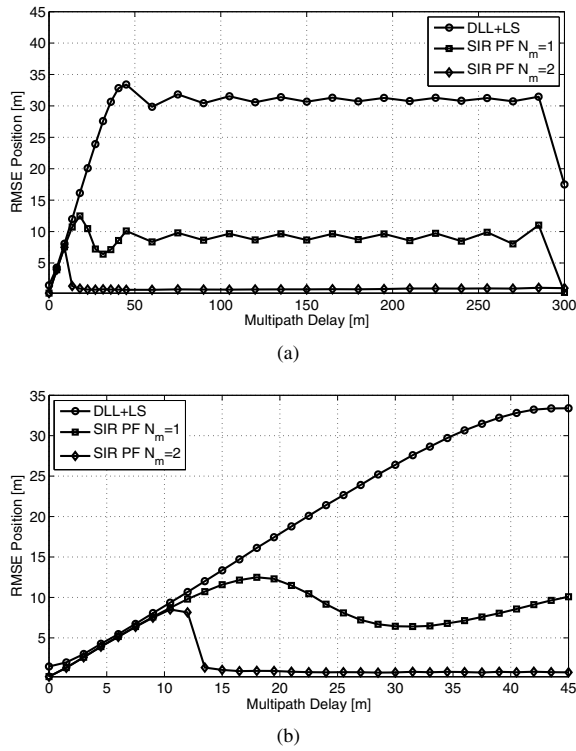 45
40
35
30
25
20
15
10
5
RMSE Position [m]
DLL+LS
SIR PF N_m=1
SIR PF N_m=2
0 50 100 150 200 250 300
Multipath Delay [m]
(a)
35
30
25
20
15
10
5
RMSE Position [m]
DLL+LS
SIR PF N_m=1
SIR PF N_m=2
0 5 10 15 20 25 30 35 40 45
Multipath Delay [m]
(b)